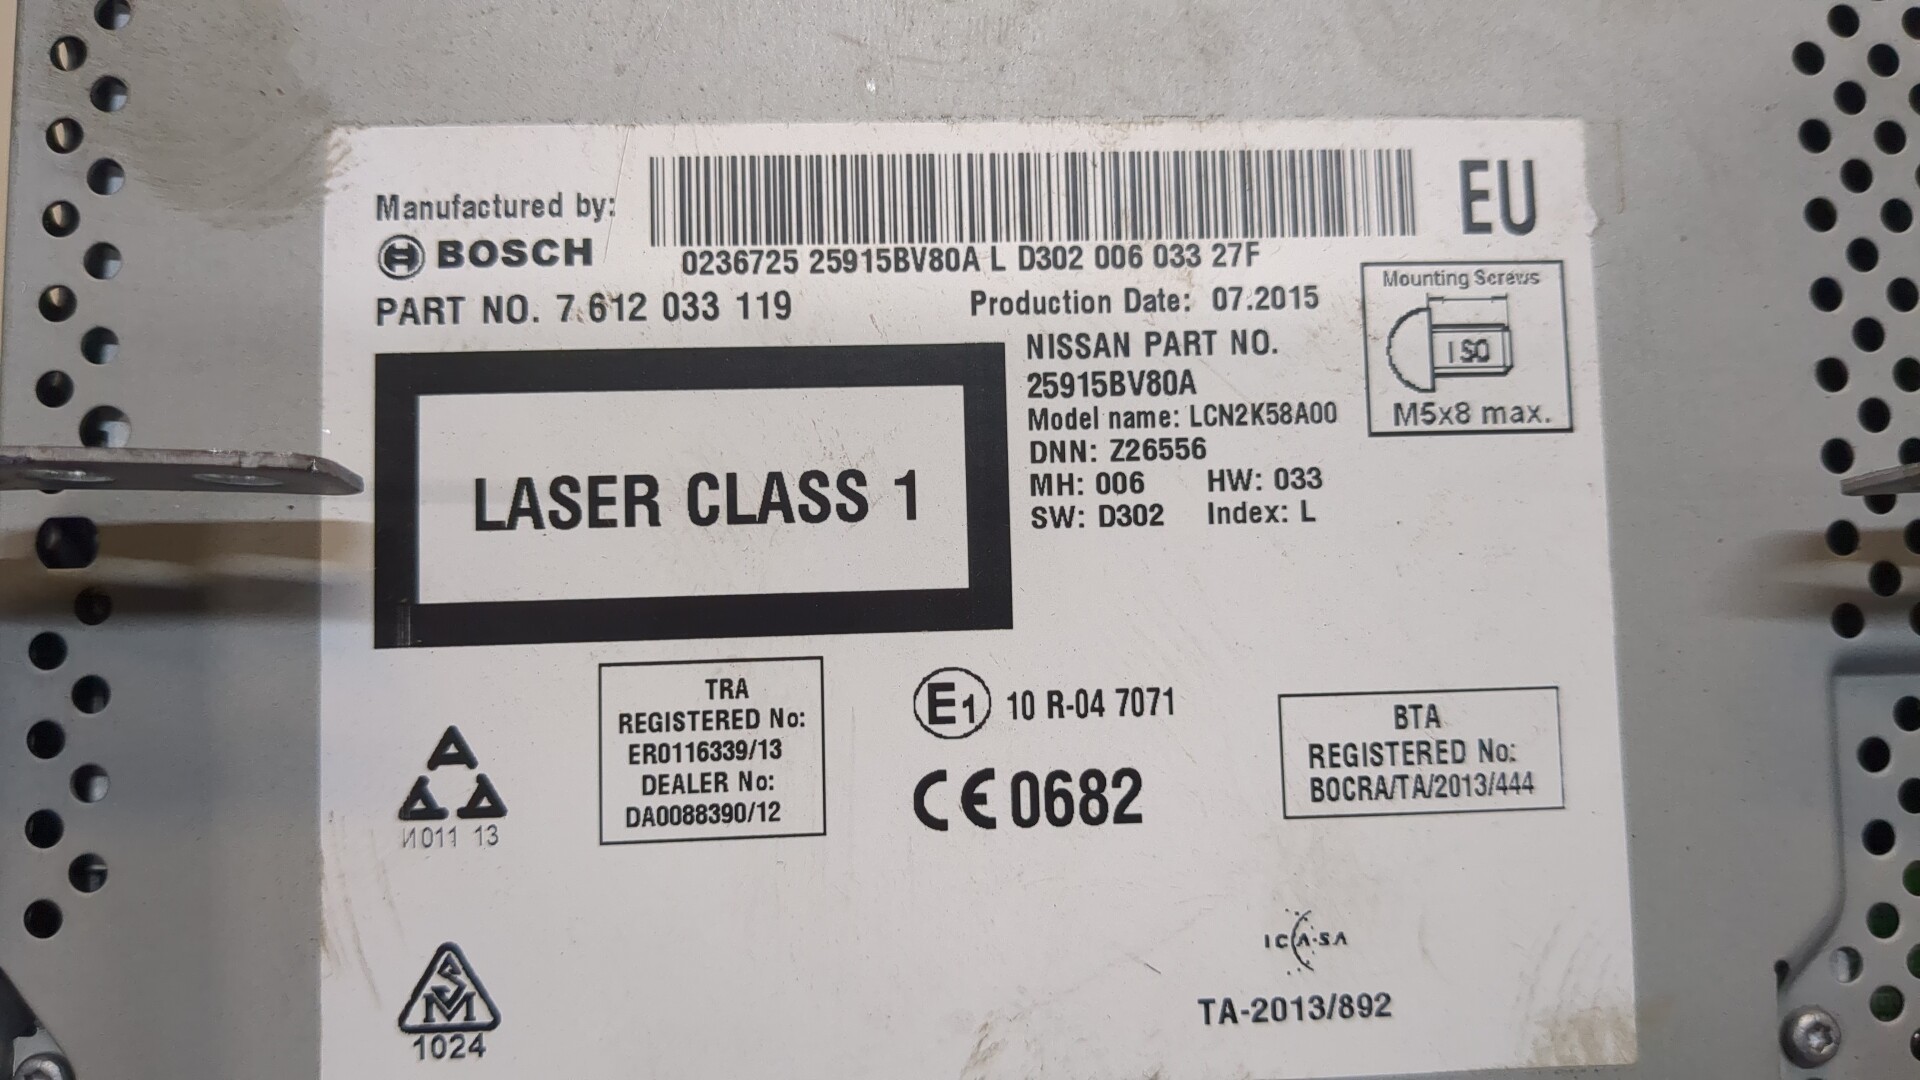 Manufactured by:
BOSCH
EU
0236725 25915BV80A L D302 006 033 27F
PART NO. 7 612 033 119
Production Date: 07.2015
Mounting Screws
ISO
M5x8 max.
NISSAN PART NO.
25915BV80A
Model name: LCN2K58A00
DNN: Z26556
MH: 006 HW: 033
SW: D302 Index: L
LASER CLASS 1
TRA
REGISTERED No:
ER0116339/13
DEALER No:
DA0088390/12
E1 10 R-04 7071
CE 0682
BTA
REGISTERED No:
BOCRA/TA/2013/444
И011 13
ICASA
TA-2013/892
SM
1024